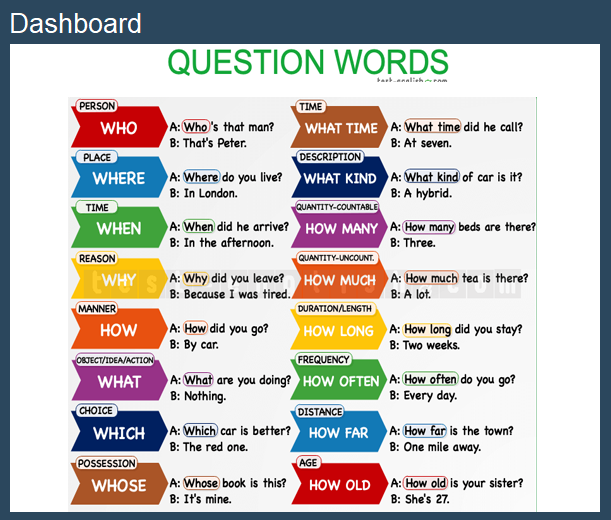 Dashboard
QUESTION WORDS
test-english.com
PERSON
WHO
A: Who's that man?
B: That's Peter.
PLACE
WHERE
A: Where do you live?
B: In London.
TIME
WHEN
A: When did he arrive?
B: In the afternoon.
REASON
WHY
A: Why did you leave?
B: Because I was tired.
MANNER
HOW
A: How did you go?
B: By car.
OBJECT/IDEA/ACTION
WHAT
A: What are you doing?
B: Nothing.
CHOICE
WHICH
A: Which car is better?
B: The red one.
POSSESSION
WHOSE
A: Whose book is this?
B: It's mine.
TIME
WHAT TIME
A: What time did he call?
B: At seven.
DESCRIPTION
WHAT KIND
A: What kind of car is it?
B: A hybrid.
QUANTITY-COUNTABLE
HOW MANY
A: How many beds are there?
B: Three.
QUANTITY-UNCOUNT.
HOW MUCH
A: How much tea is there?
B: A lot.
DURATION/LENGTH
HOW LONG
A: How long did you stay?
B: Two weeks.
FREQUENCY
HOW OFTEN
A: How often do you go?
B: Every day.
DISTANCE
HOW FAR
A: How far is the town?
B: One mile away.
AGE
HOW OLD
A: How old is your sister?
B: She's 27.